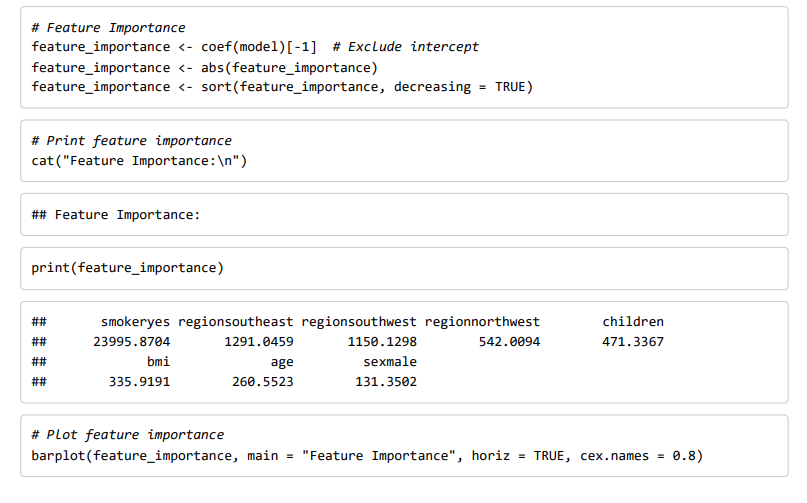 # Feature Importance
feature_importance <- coef(model)[-1]  # Exclude intercept
feature_importance <- abs(feature_importance)
feature_importance <- sort(feature_importance, decreasing = TRUE)
# Print feature importance
cat("Feature Importance:\n")
## Feature Importance:
print(feature_importance)
##       smokeryes regionsoutheast regionsouthwest regionnorthwest        children
##      23995.8704       1291.0459       1150.1298        542.0094        471.3367
##             bmi             age         sexmale
##        335.9191        260.5523        131.3502
# Plot feature importance
barplot(feature_importance, main = "Feature Importance", horiz = TRUE, cex.names = 0.8)